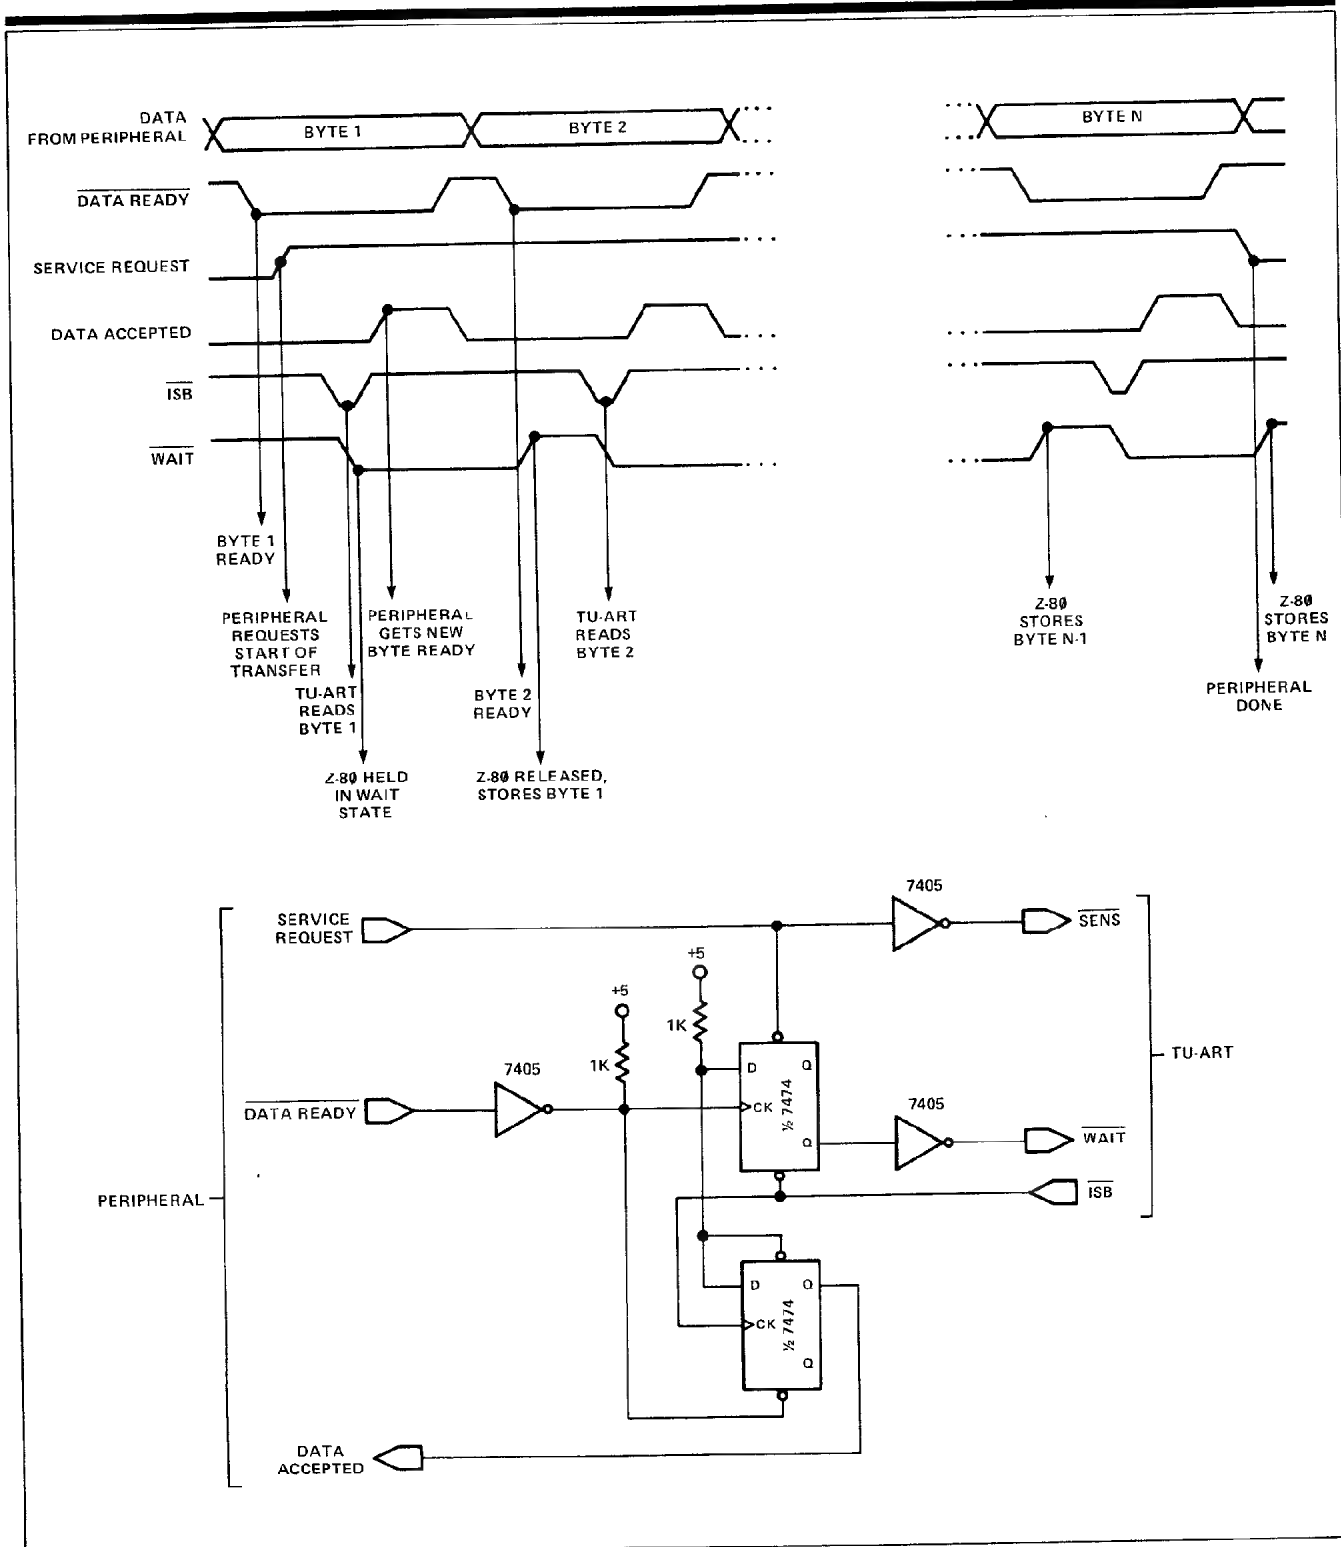 DATA
FROM PERIPHERAL
BYTE 1
BYTE 2
BYTE N
DATA READY
SERVICE REQUEST
DATA ACCEPTED
ISB
WAIT
BYTE 1
READY
PERIPHERAL
REQUESTS
START OF
TRANSFER
TU-ART
READS
BYTE 1
Z-80 HELD
IN WAIT
STATE
PERIPHERAL
GETS NEW
BYTE READY
BYTE 2
READY
Z-80 RELEASED,
STORES BYTE 1
TU-ART
READS
BYTE 2
Z-80
STORES
BYTE N-1
PERIPHERAL
DONE
Z-80
STORES
BYTE N
SERVICE
REQUEST
7405
SENS
+5
+5
1K
1K
TU-ART
DATA READY
7405
D
Q
CK
½ 7474
Q
7405
WAIT
ISB
PERIPHERAL
D
Q
CK
½ 7474
Q
DATA
ACCEPTED